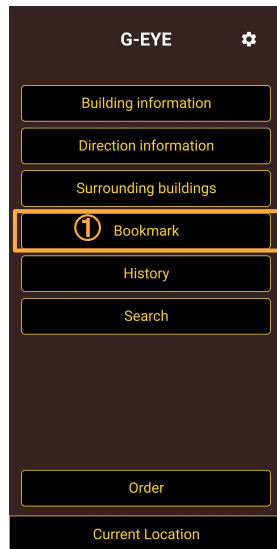 G-EYE
Building information
Direction information
Surrounding buildings
① Bookmark
History
Search
Order
Current Location